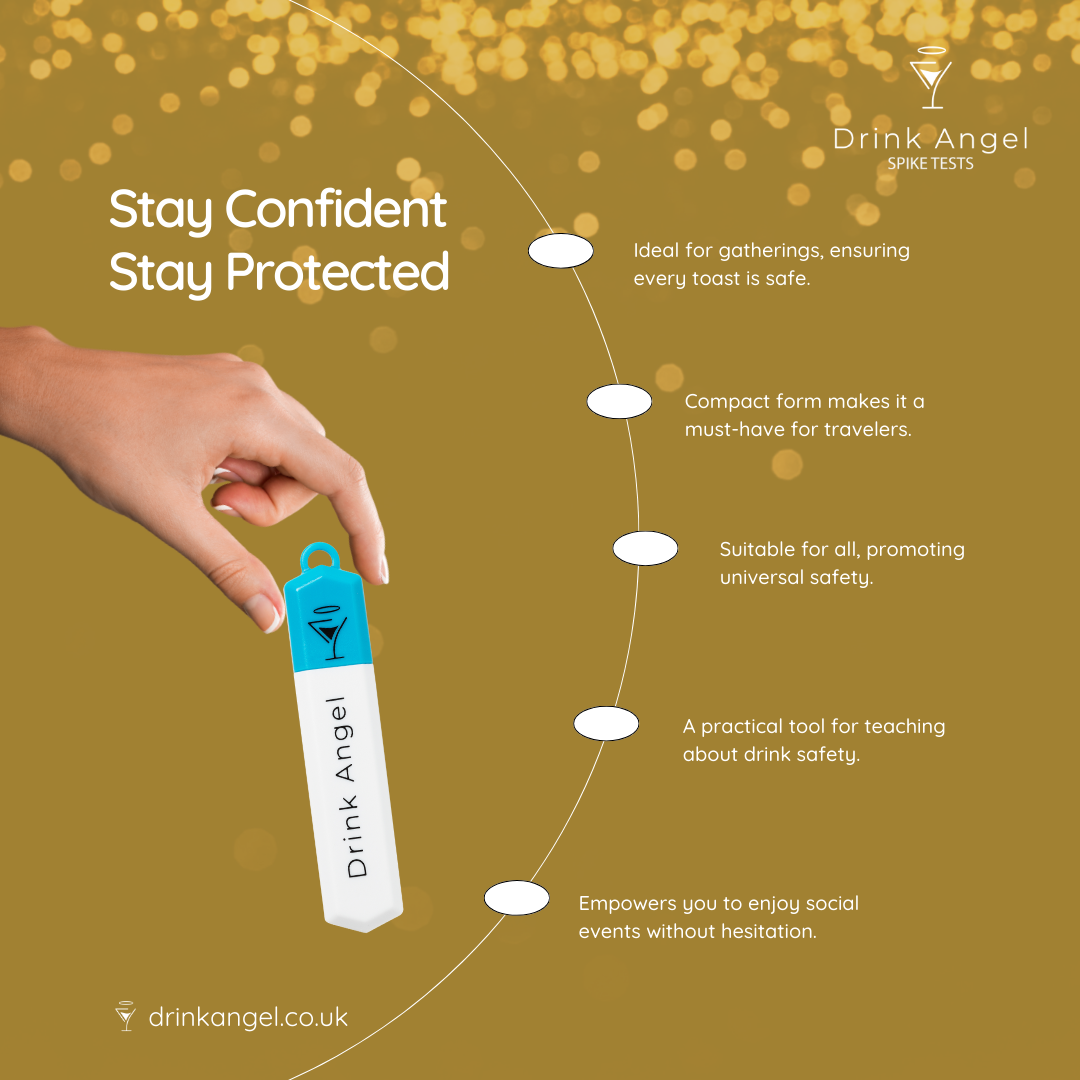 Drink Angel
SPIKE TESTS
Stay Confident
Stay Protected
Ideal for gatherings, ensuring
every toast is safe.
Compact form makes it a
must-have for travelers.
Suitable for all, promoting
universal safety.
Drink Angel
A practical tool for teaching
about drink safety.
Empowers you to enjoy social
events without hesitation.
drinkangel.co.uk